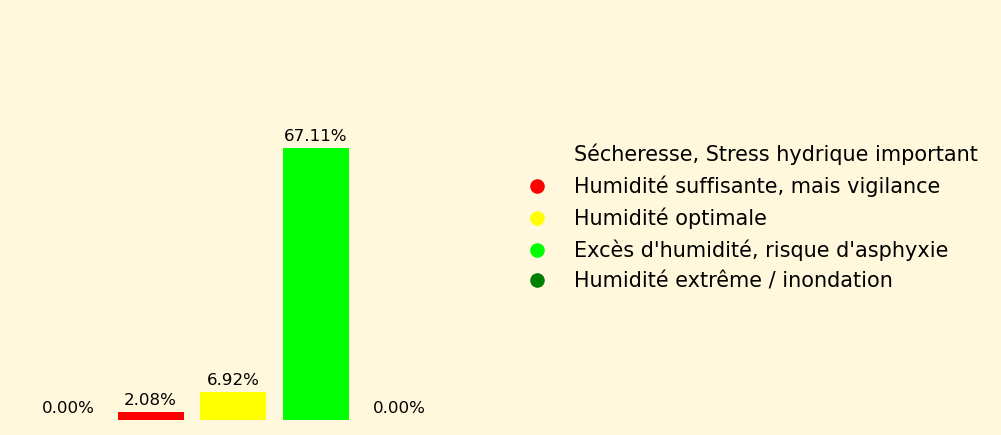 67.11%
6.92%
2.08%
0.00%
0.00%
Sécheresse, Stress hydrique important
Humidité suffisante, mais vigilance
Humidité optimale
Excès d'humidité, risque d'asphyxie
Humidité extrême / inondation